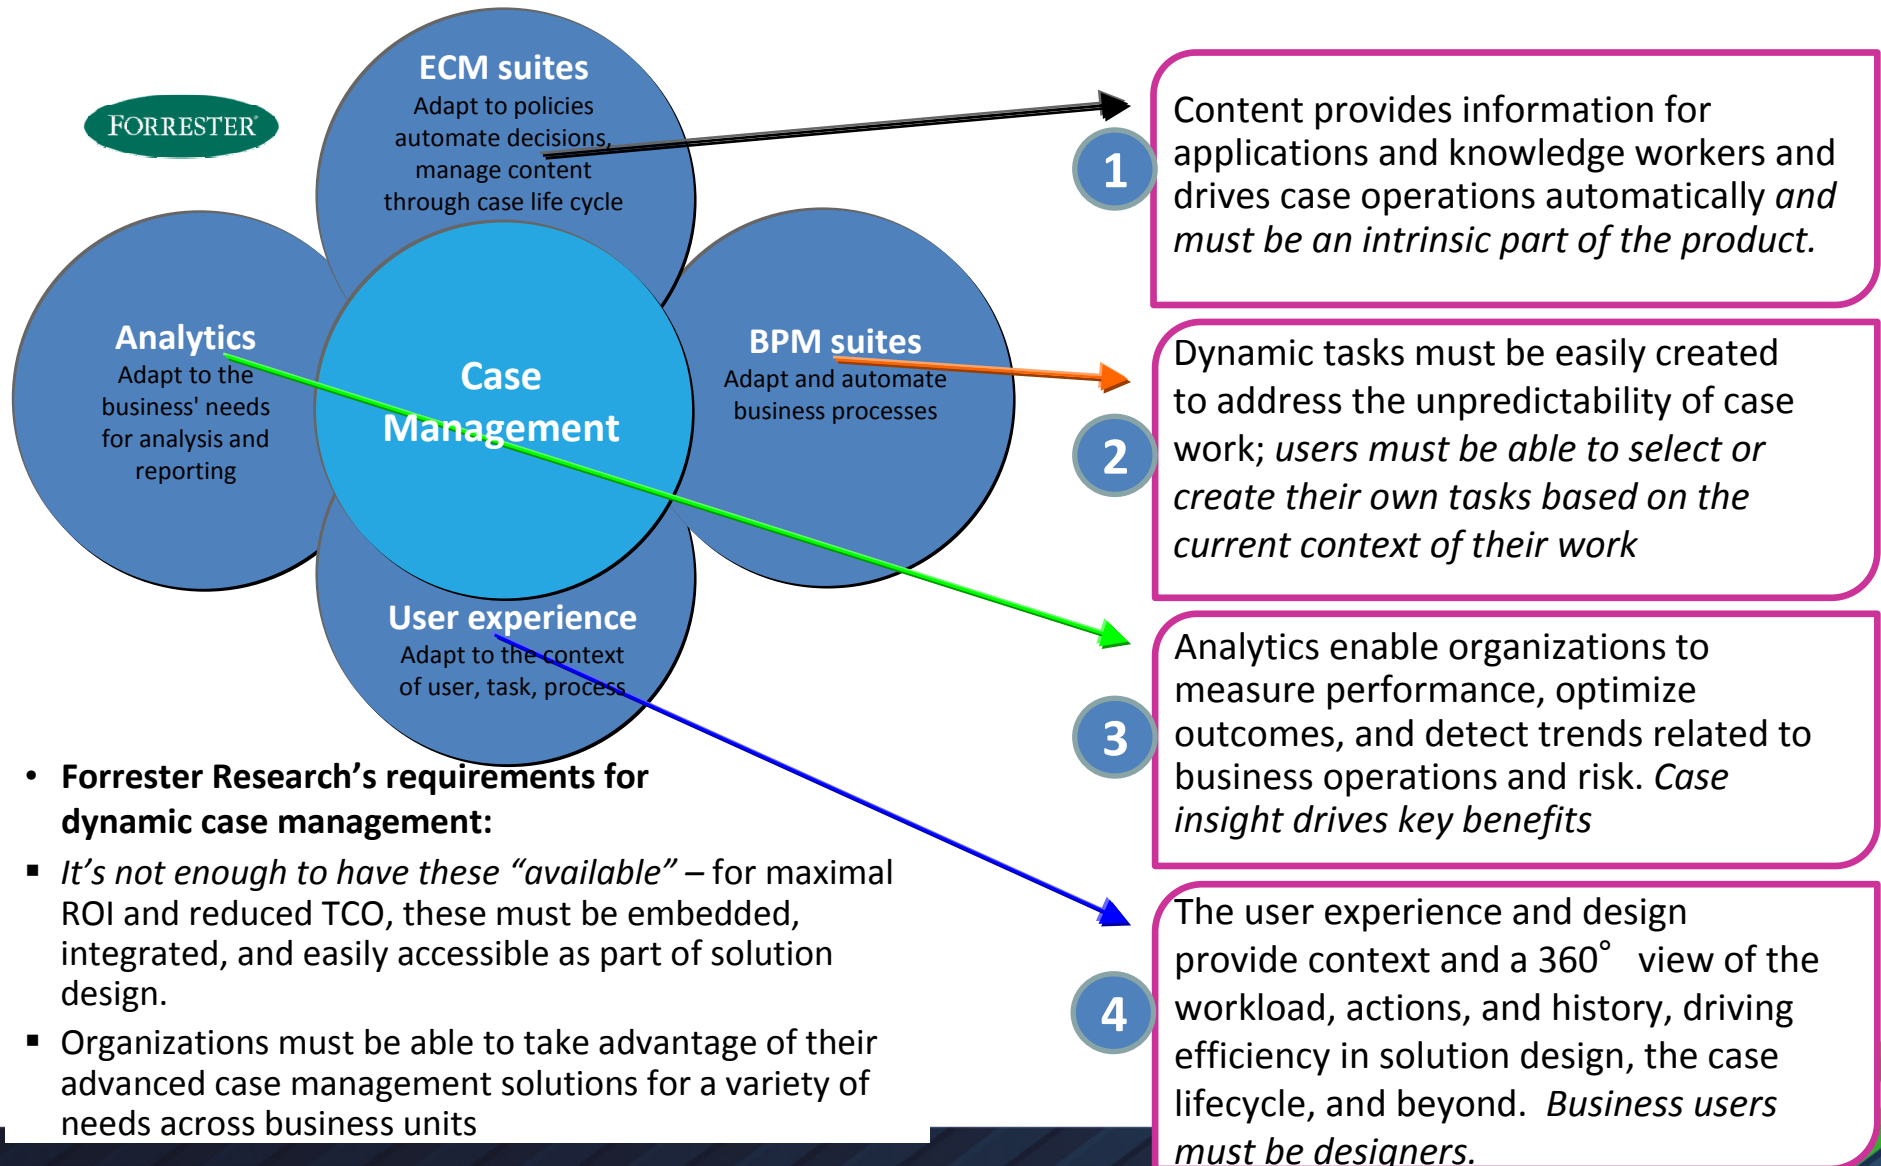 FORRESTER®
ECM suites
Adapt to policies
automate decisions,
manage content
through case life cycle
Analytics
Adapt to the
business' needs
for analysis and
reporting
Case
Management
BPM suites
Adapt and automate
business processes
User experience
Adapt to the context
of user, task, process
• Forrester Research’s requirements for
dynamic case management:
▪ It’s not enough to have these “available” – for maximal
ROI and reduced TCO, these must be embedded,
integrated, and easily accessible as part of solution
design.
▪ Organizations must be able to take advantage of their
advanced case management solutions for a variety of
needs across business units
1
Content provides information for
applications and knowledge workers and
drives case operations automatically and
must be an intrinsic part of the product.
2
Dynamic tasks must be easily created
to address the unpredictability of case
work; users must be able to select or
create their own tasks based on the
current context of their work
3
Analytics enable organizations to
measure performance, optimize
outcomes, and detect trends related to
business operations and risk. Case
insight drives key benefits
4
The user experience and design
provide context and a 360° view of the
workload, actions, and history, driving
efficiency in solution design, the case
lifecycle, and beyond. Business users
must be designers.